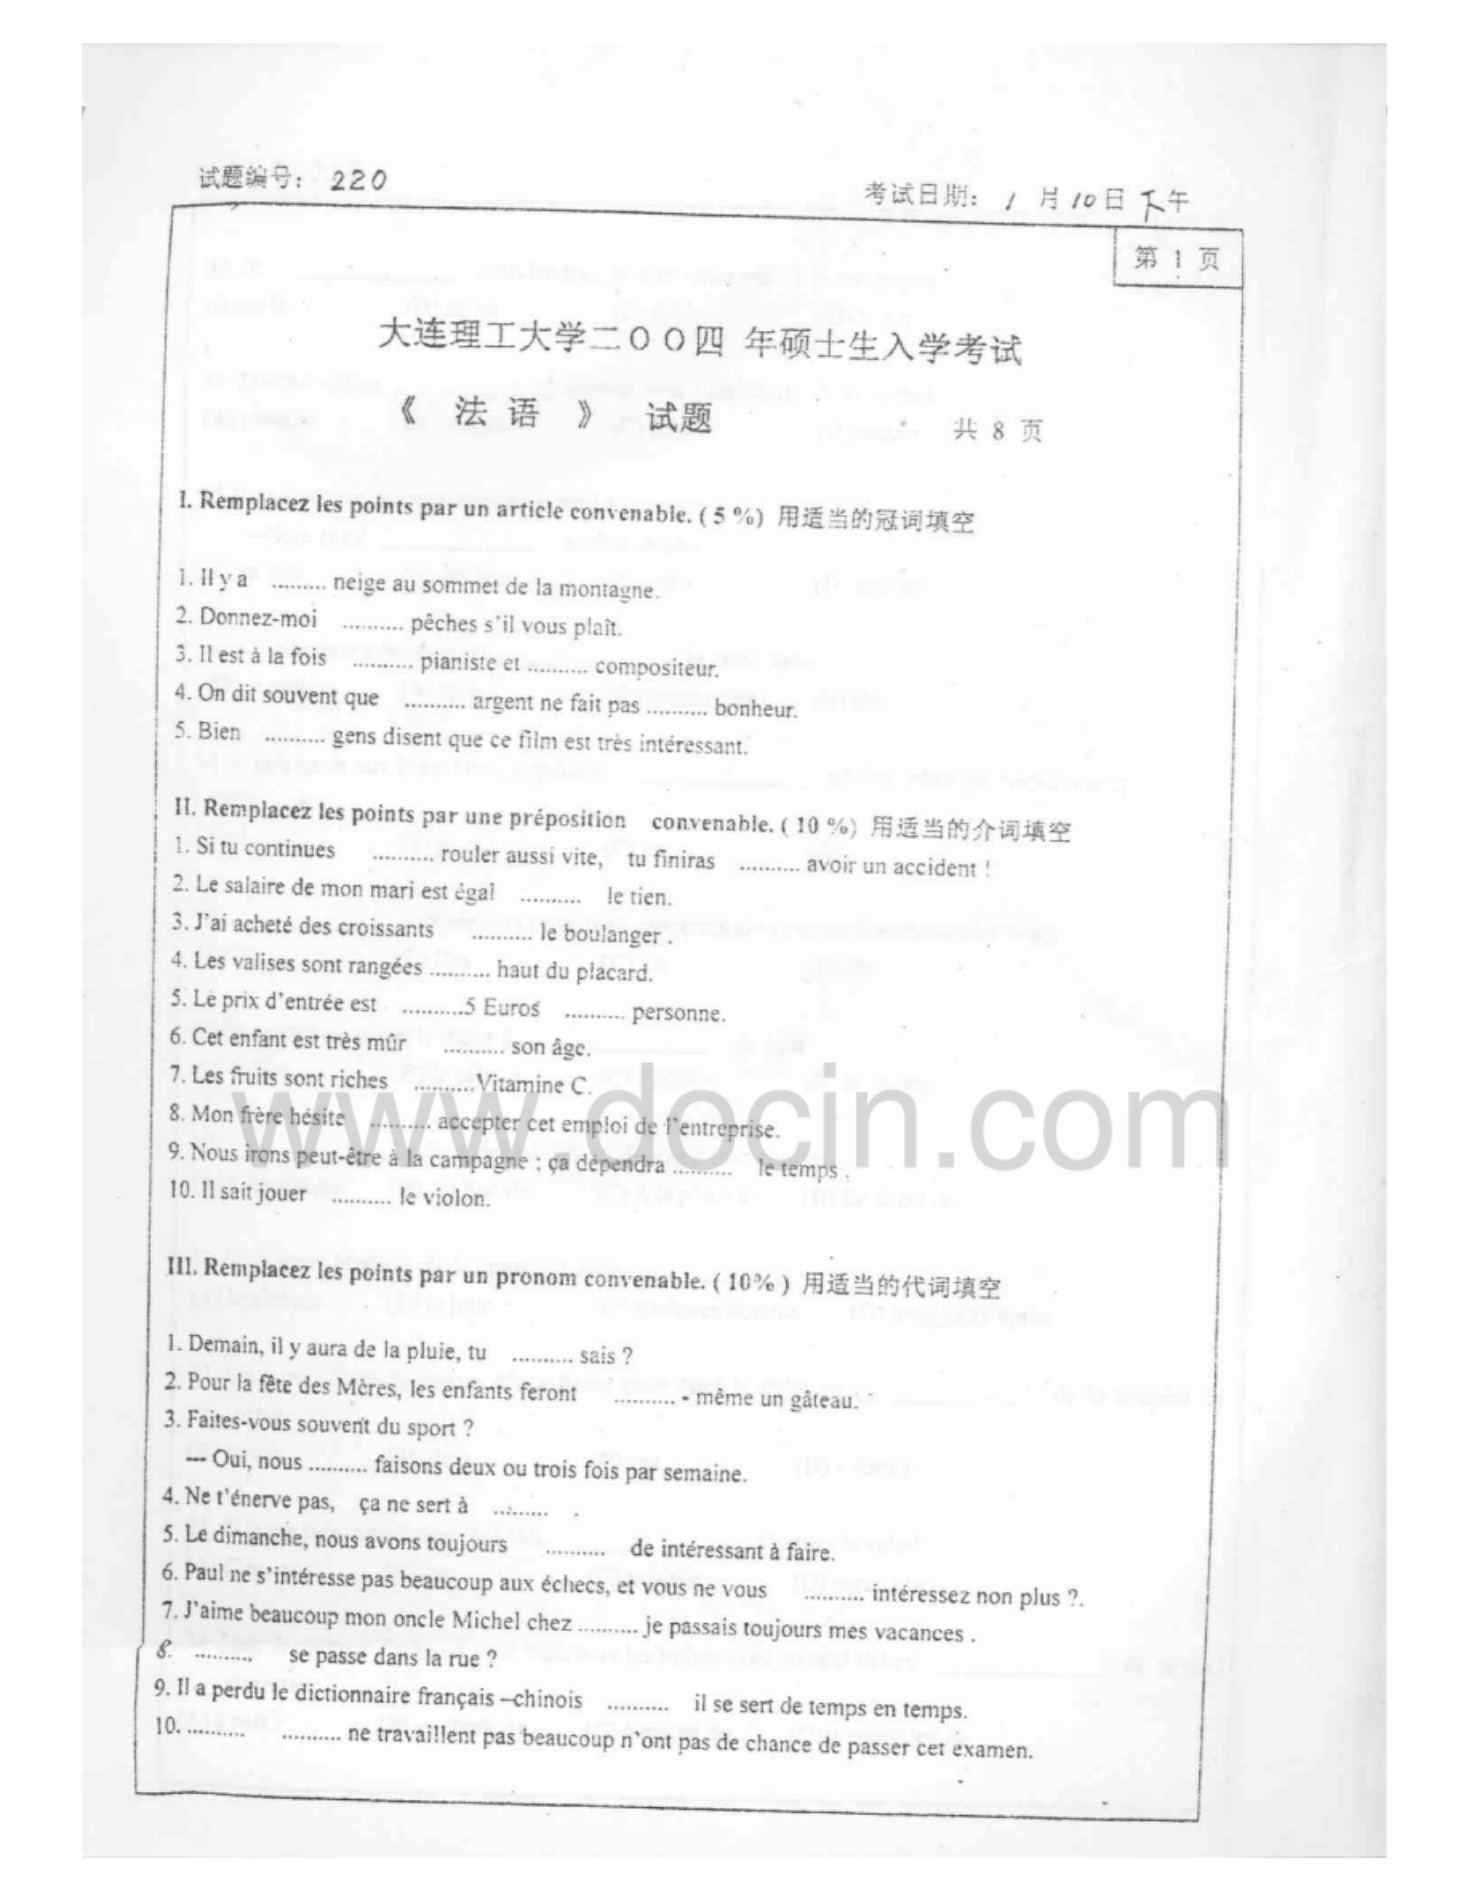 试题编号: 220
考试日期: 1 月 10 日 下午
第 1 页
大连理工大学二OO四 年硕士生入学考试
《 法 语 》 试题 共 8 页
I. Remplacez les points par un article convenable. ( 5 %) 用适当的冠词填空
1. Il y a ......... neige au sommet de la montagne.
2. Donnez-moi .......... pêches s'il vous plaît.
3. Il est à la fois .......... pianiste et .......... compositeur.
4. On dit souvent que .......... argent ne fait pas .......... bonheur.
5. Bien .......... gens disent que ce film est très intéressant.
II. Remplacez les points par une préposition convenable. ( 10 %) 用适当的介词填空
1. Si tu continues .......... rouler aussi vite, tu finiras .......... avoir un accident !
2. Le salaire de mon mari est égal .......... le tien.
3. J'ai acheté des croissants .......... le boulanger .
4. Les valises sont rangées .......... haut du placard.
5. Le prix d'entrée est ..........5 Euros .......... personne.
6. Cet enfant est très mûr .......... son âge.
7. Les fruits sont riches ..........Vitamine C.
8. Mon frère hésite .......... accepter cet emploi de l'entreprise.
9. Nous irons peut-être à la campagne ; ça dépendra .......... le temps .
10. Il sait jouer .......... le violon.
www.docin.com
III. Remplacez les points par un pronom convenable. ( 10% ) 用适当的代词填空
1. Demain, il y aura de la pluie, tu .......... sais ?
2. Pour la fête des Mères, les enfants feront .......... - même un gâteau.
3. Faites-vous souvent du sport ?
--- Oui, nous .......... faisons deux ou trois fois par semaine.
4. Ne t'énerve pas, ça ne sert à ......... .
5. Le dimanche, nous avons toujours .......... de intéressant à faire.
6. Paul ne s'intéresse pas beaucoup aux échecs, et vous ne vous .......... intéressez non plus ?.
7. J'aime beaucoup mon oncle Michel chez .......... je passais toujours mes vacances .
8. .......... se passe dans la rue ?
9. Il a perdu le dictionnaire français –chinois .......... il se sert de temps en temps.
10. .......... .......... ne travaillent pas beaucoup n'ont pas de chance de passer cet examen.